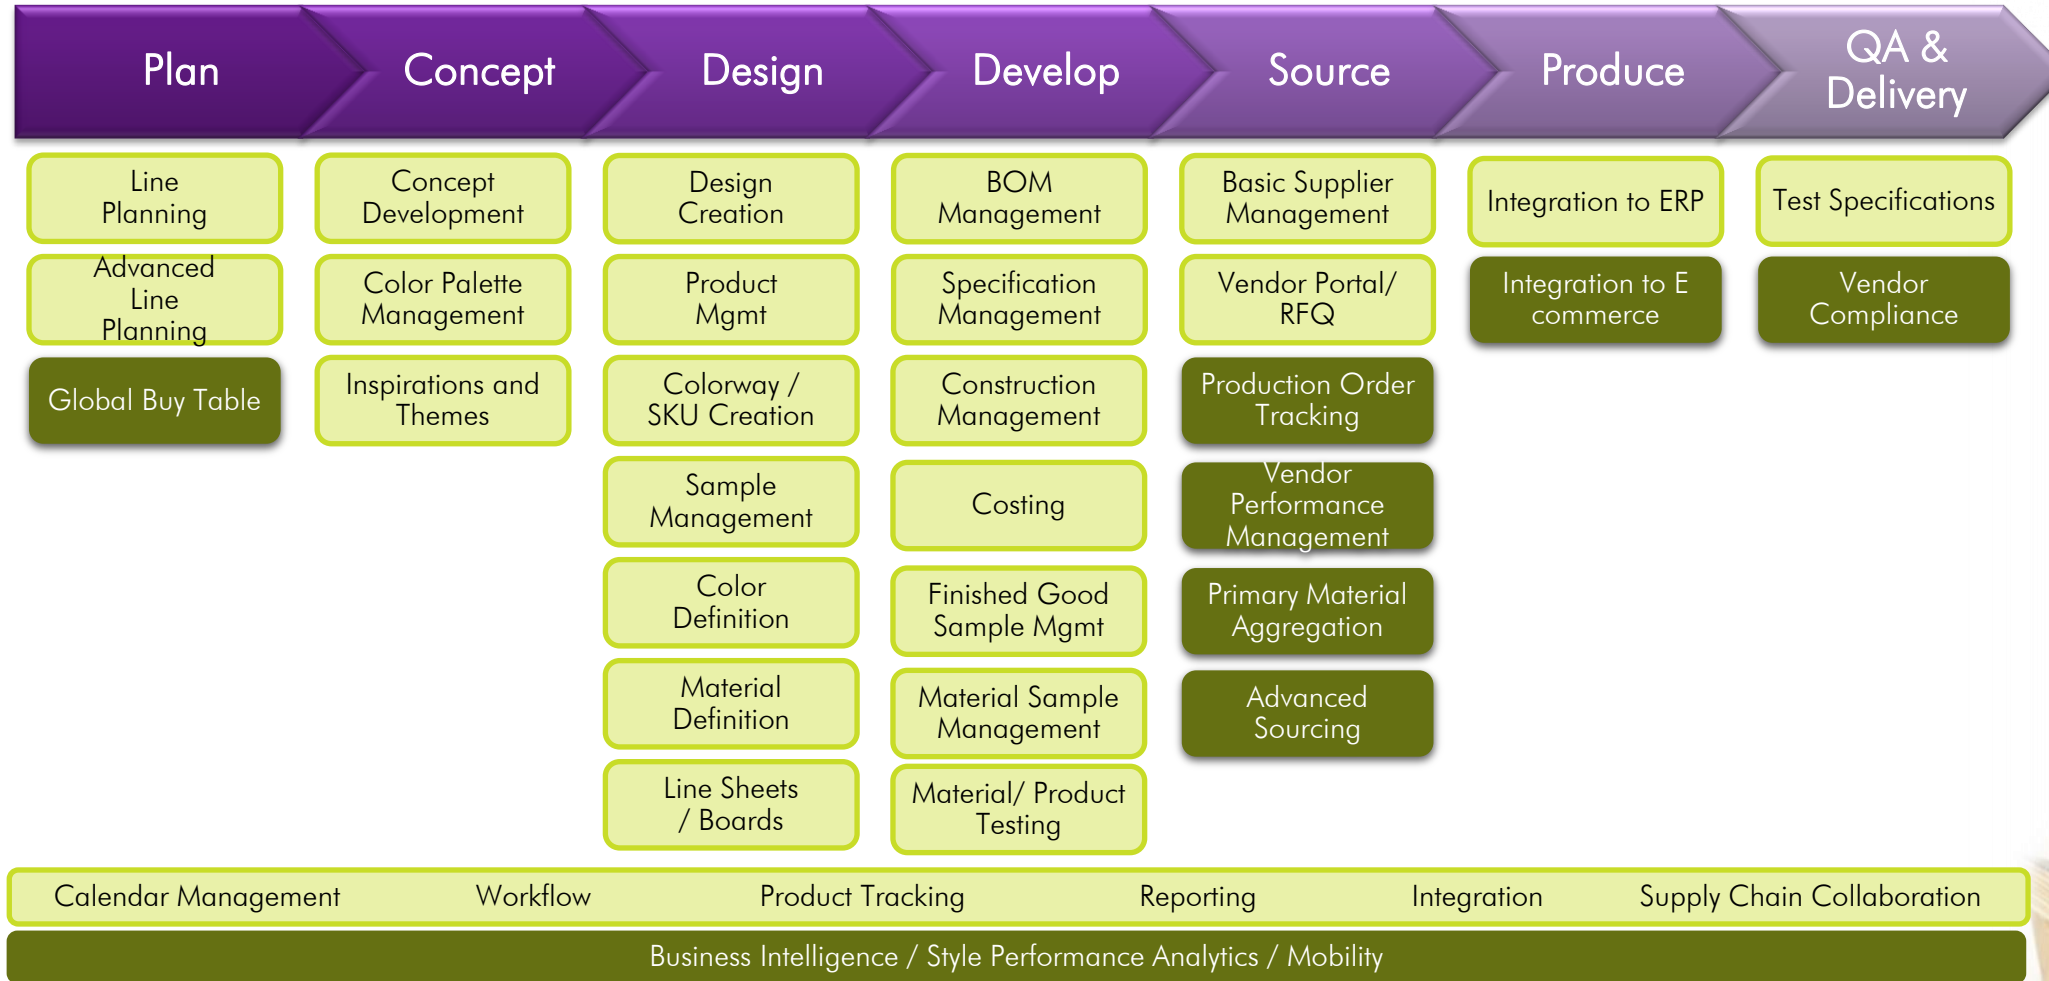 Plan
Concept
Design
Develop
Source
Produce
QA &
Delivery
Line
Planning
Advanced
Line
Planning
Global Buy Table
Concept
Development
Color Palette
Management
Inspirations and
Themes
Design
Creation
Product
Mgmt
Colorway /
SKU Creation
Sample
Management
Color
Definition
Material
Definition
Line Sheets
/ Boards
BOM
Management
Specification
Management
Construction
Management
Costing
Finished Good
Sample Mgmt
Material Sample
Management
Material/ Product
Testing
Basic Supplier
Management
Vendor Portal/
RFQ
Production Order
Tracking
Vendor
Performance
Management
Primary Material
Aggregation
Advanced
Sourcing
Integration to ERP
Integration to E
commerce
Test Specifications
Vendor
Compliance
Calendar Management
Workflow
Product Tracking
Reporting
Integration
Supply Chain Collaboration
Business Intelligence / Style Performance Analytics / Mobility